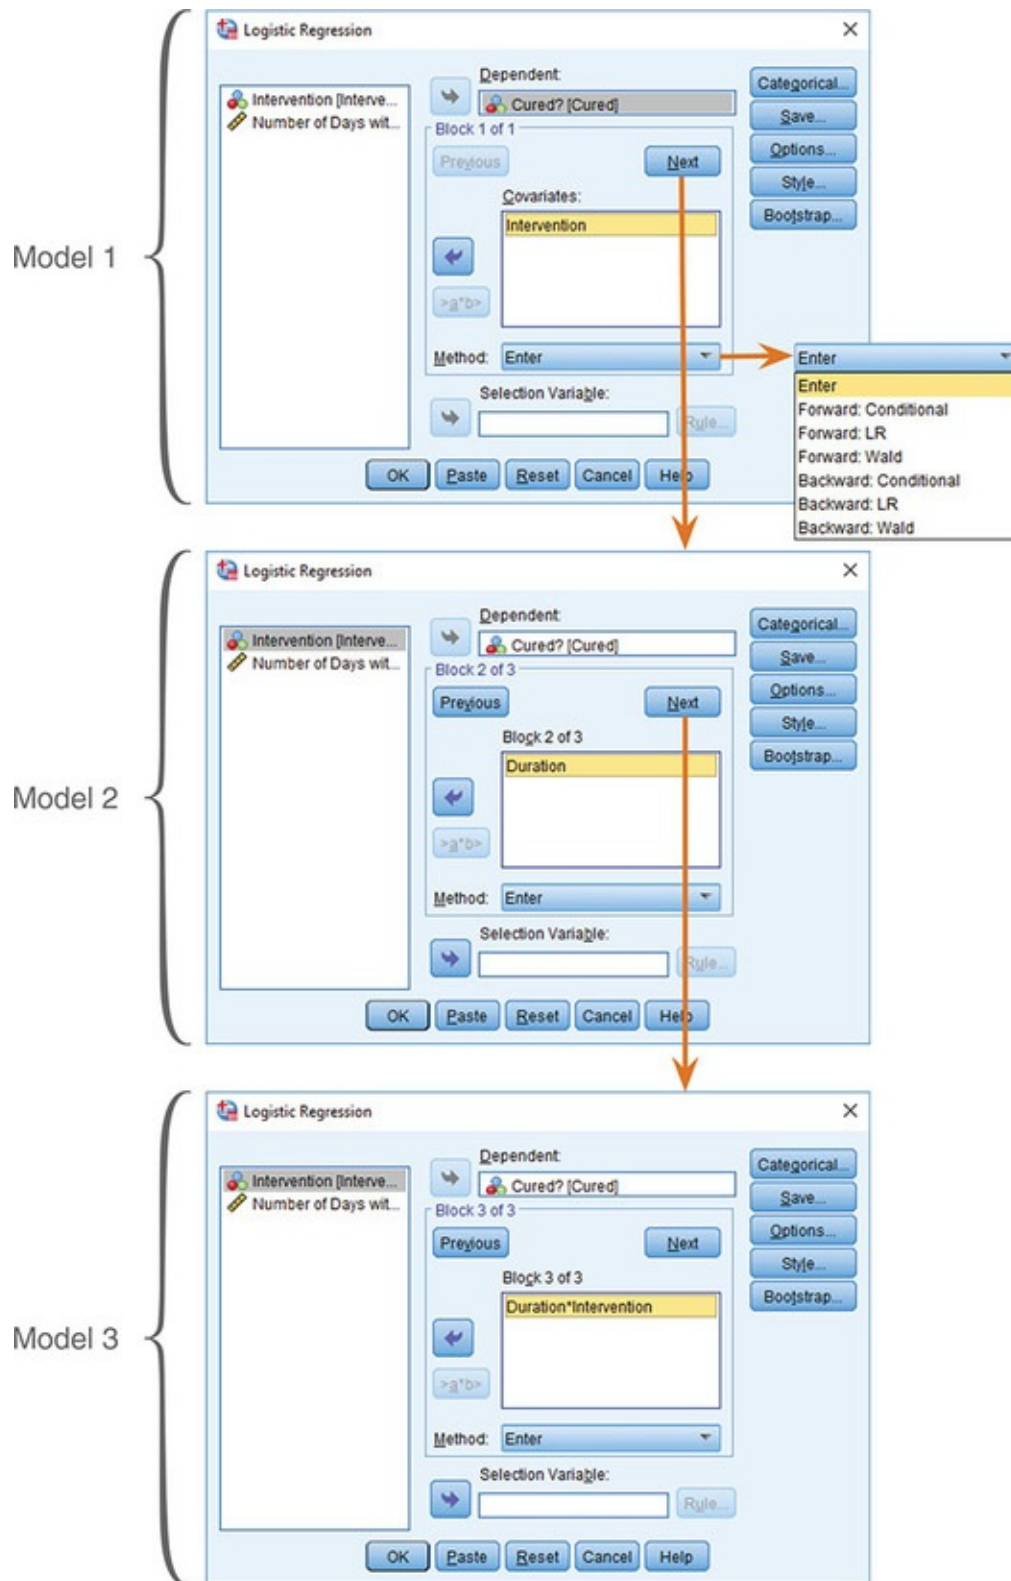 Model 1
Logistic Regression
Intervention [Interve...
Number of Days wit...
Dependent:
Cured? [Cured]
Block 1 of 1
Previous
Next
Covariates:
Intervention
>a*b>
Method: Enter
Selection Variable:
Rule...
OK Paste Reset Cancel Help
Categorical...
Save...
Options...
Style...
Bootstrap...
Enter
Enter
Forward: Conditional
Forward: LR
Forward: Wald
Backward: Conditional
Backward: LR
Backward: Wald
Model 2
Logistic Regression
Intervention [Interve...
Number of Days wit...
Dependent:
Cured? [Cured]
Block 2 of 3
Previous
Next
Block 2 of 3
Duration
>a*b>
Method: Enter
Selection Variable:
Rule...
OK Paste Reset Cancel Help
Categorical...
Save...
Options...
Style...
Bootstrap...
Model 3
Logistic Regression
Intervention [Interve...
Number of Days wit...
Dependent:
Cured? [Cured]
Block 3 of 3
Previous
Next
Block 3 of 3
Duration*Intervention
>a*b>
Method: Enter
Selection Variable:
Rule...
OK Paste Reset Cancel Help
Categorical...
Save...
Options...
Style...
Bootstrap...